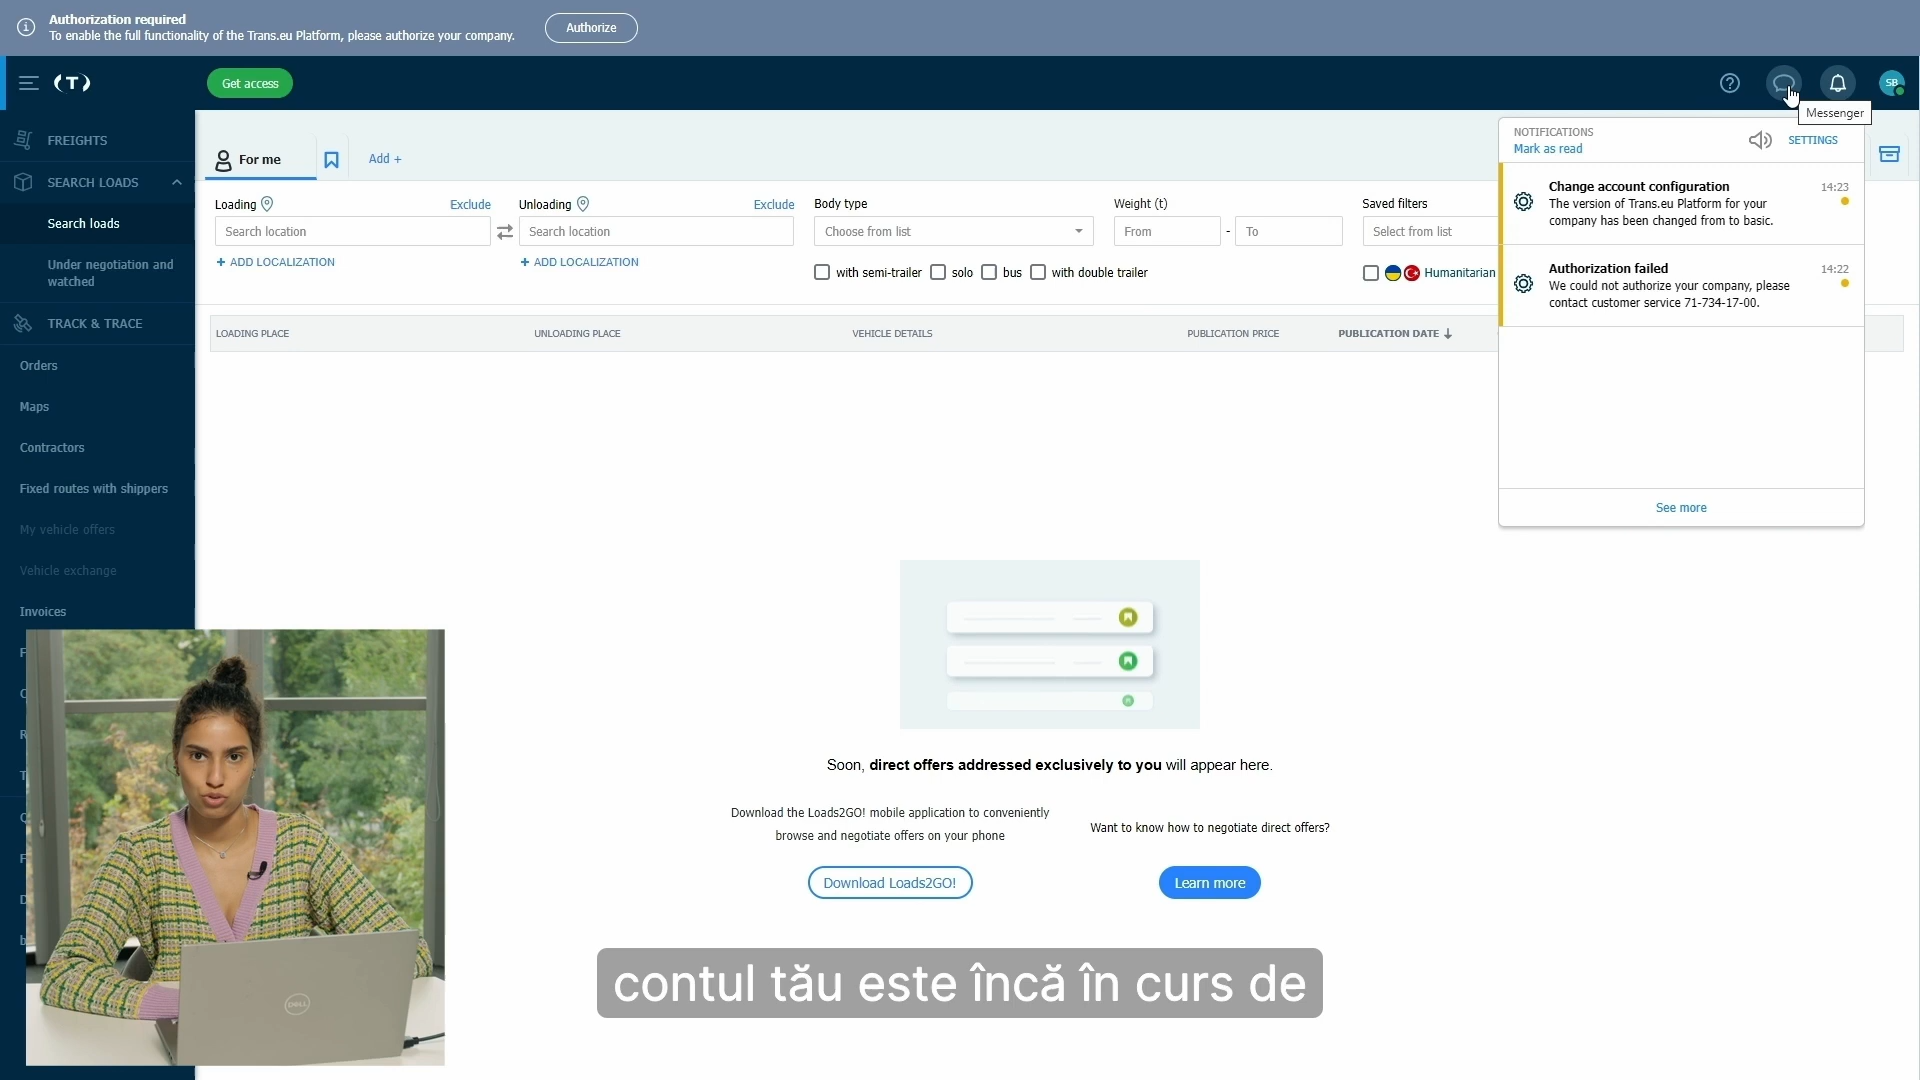 Authorization required
To enable the full functionality of the Trans.eu Platform, please authorize your company.
Authorize
(T)
Get access
SB
Messenger
FREIGHTS
SEARCH LOADS
Search loads
Under negotiation and
watched
TRACK & TRACE
Orders
Maps
Contractors
Fixed routes with shippers
My vehicle offers
Vehicle exchange
Invoices
For me
Add +
Loading
Exclude
Search location
+ ADD LOCALIZATION
Unloading
Exclude
Search location
+ ADD LOCALIZATION
Body type
Choose from list
with semi-trailer
solo
bus
with double trailer
Weight (t)
From
-
To
Saved filters
Select from list
Humanitarian
LOADING PLACE
UNLOADING PLACE
VEHICLE DETAILS
PUBLICATION PRICE
PUBLICATION DATE
NOTIFICATIONS
Mark as read
SETTINGS
Change account configuration
14:23
The version of Trans.eu Platform for your
company has been changed from to basic.
Authorization failed
14:22
We could not authorize your company, please
contact customer service 71-734-17-00.
See more
Soon, direct offers addressed exclusively to you will appear here.
Download the Loads2GO! mobile application to conveniently
browse and negotiate offers on your phone
Download Loads2GO!
Want to know how to negotiate direct offers?
Learn more
DELL
contul tău este încă în curs de